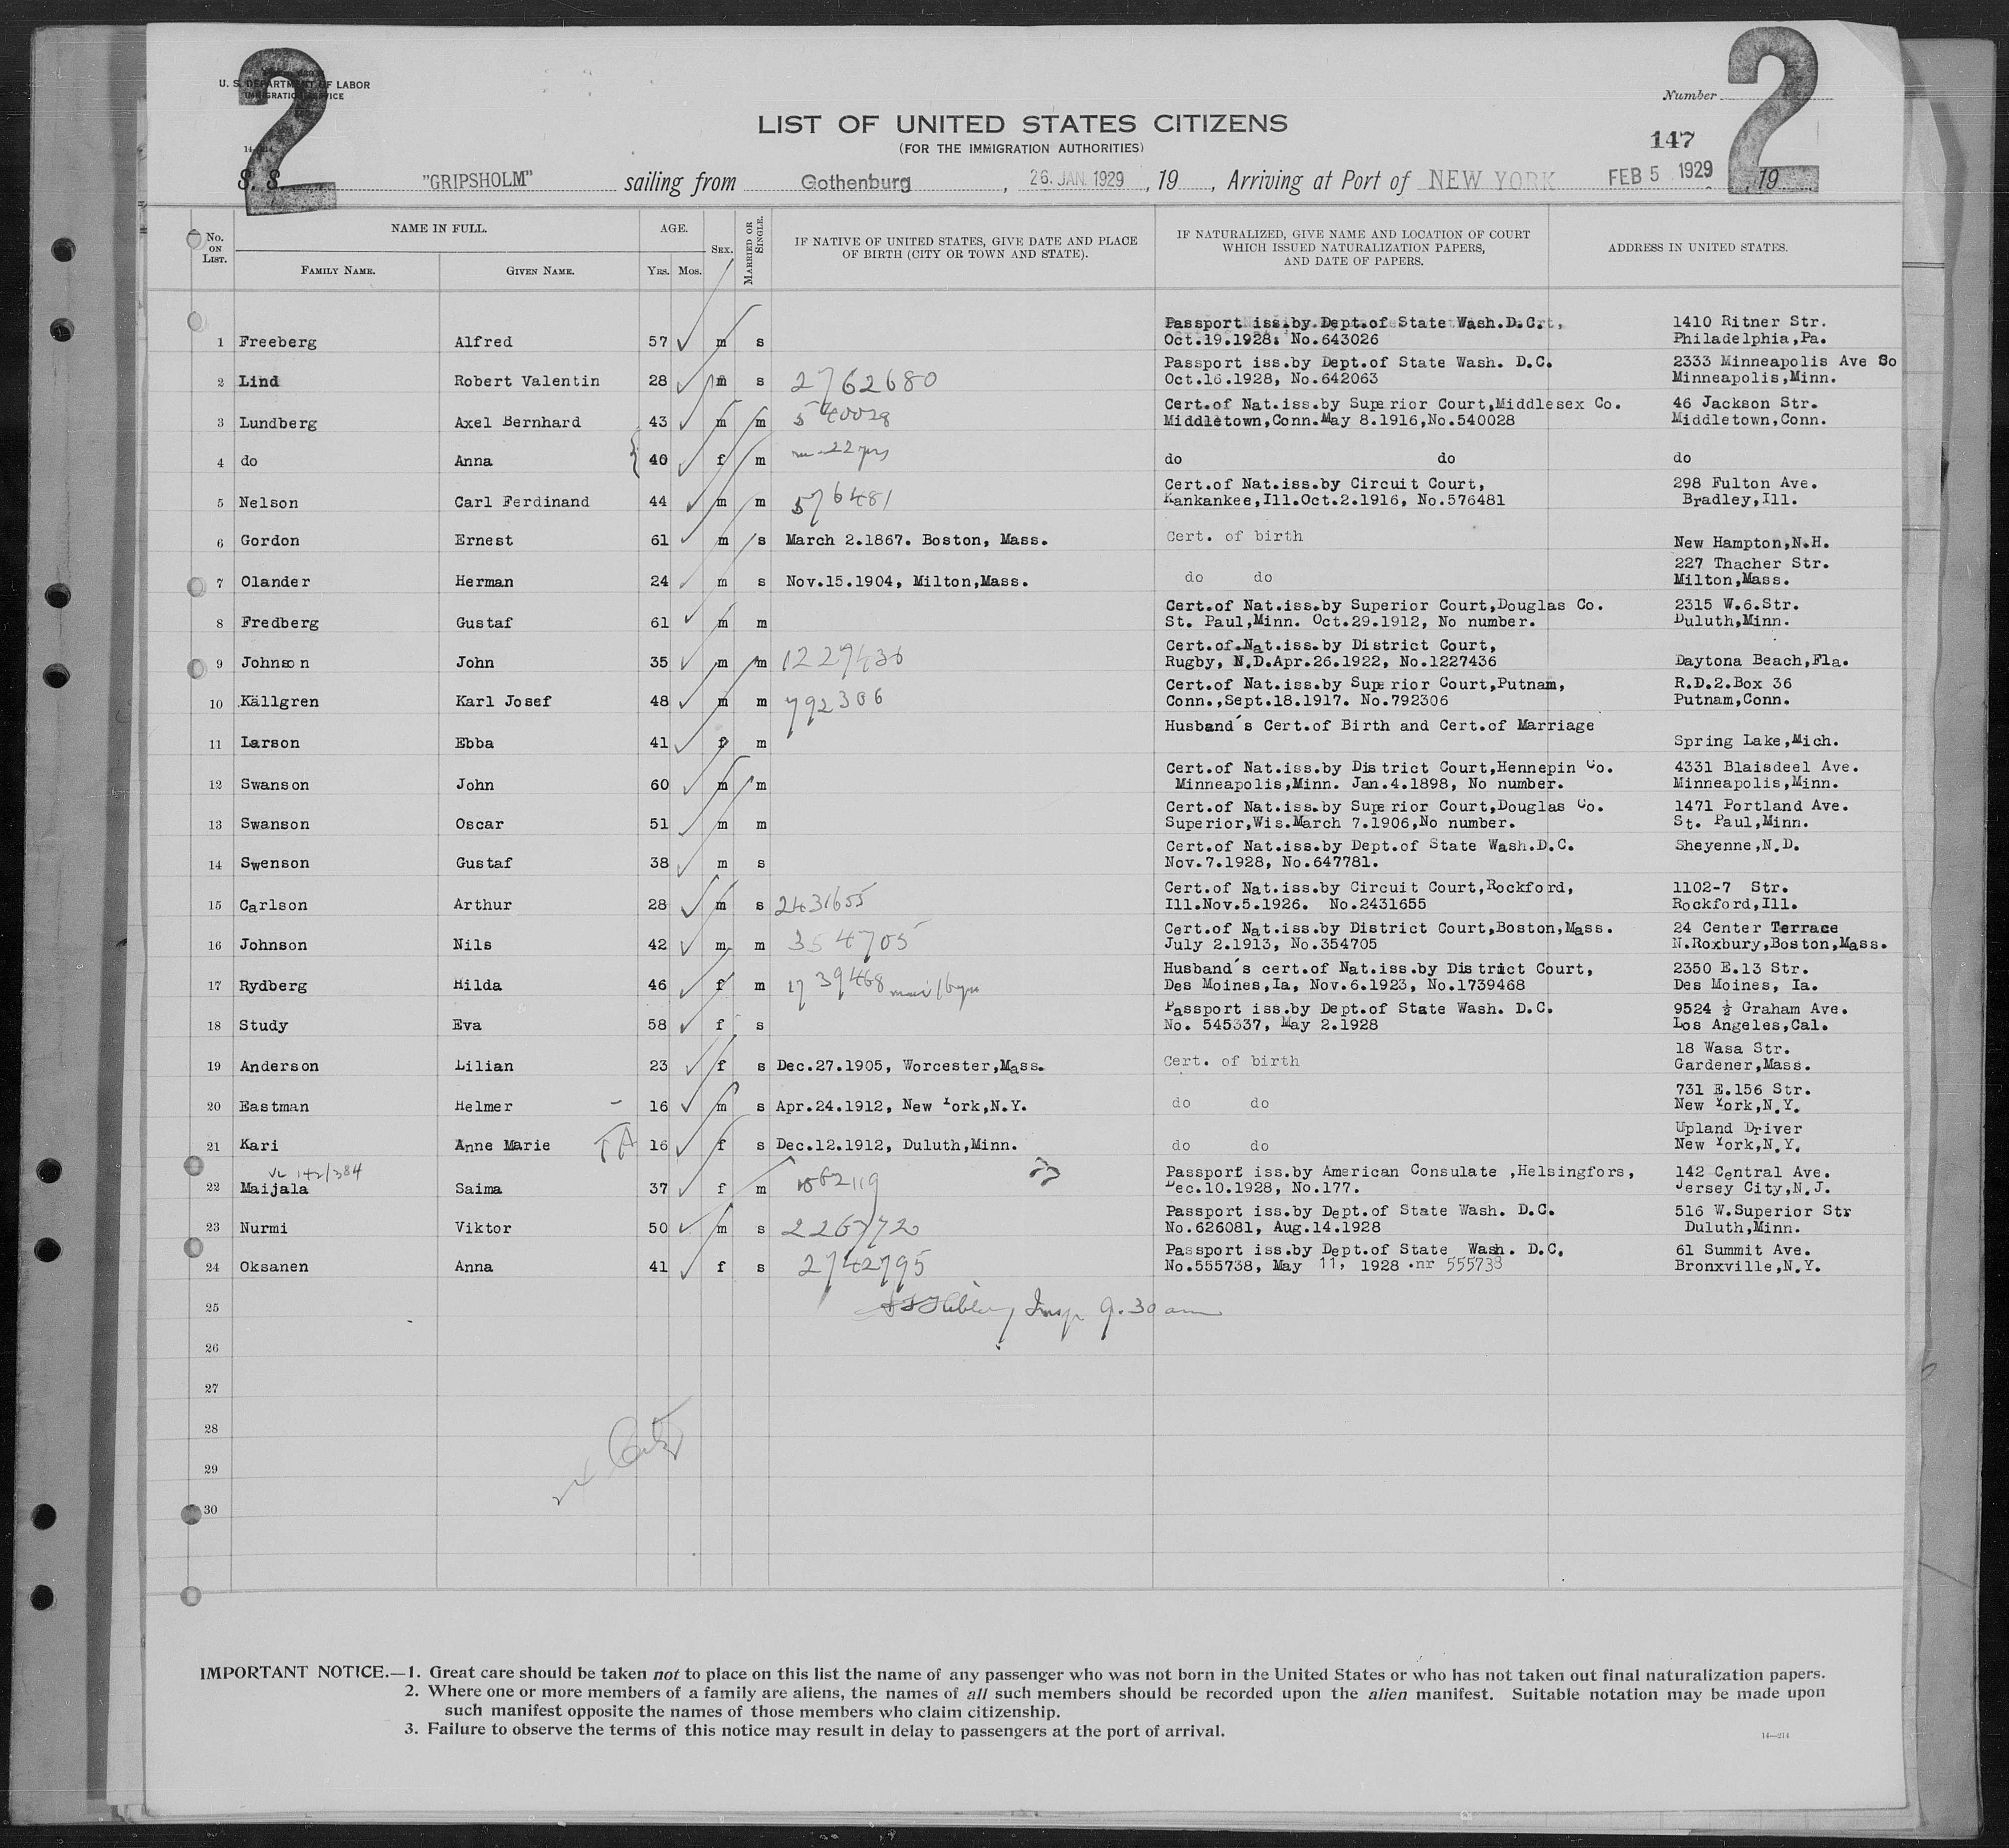 2
2
U. S. DEPARTMENT OF LABOR
IMMIGRATION SERVICE
Number
LIST OF UNITED STATES CITIZENS
(FOR THE IMMIGRATION AUTHORITIES)
147
S. S. "GRIPSHOLM" sailing from Gothenburg, 26. JAN. 1929, 19 , Arriving at Port of NEW YORK FEB 5 1929, 19
No. ON LIST. NAME IN FULL. FAMILY NAME. GIVEN NAME. AGE. YRS. MOS. SEX. MARRIED OR SINGLE.
IF NATIVE OF UNITED STATES, GIVE DATE AND PLACE OF BIRTH (CITY OR TOWN AND STATE).
IF NATURALIZED, GIVE NAME AND LOCATION OF COURT WHICH ISSUED NATURALIZATION PAPERS, AND DATE OF PAPERS.
ADDRESS IN UNITED STATES.
Passport iss.by Dept.of State Wash.D.C. 1410 Ritner Str.
1 Freeberg Alfred 57 m s Oct.19.1928; No.643026 Philadelphia,Pa.
Passport iss.by Dept.of State Wash. D.C. 2333 Minneapolis Ave So
2 Lind Robert Valentin 28 m s 2762680 Oct.16.1928, No.642063 Minneapolis,Minn.
Cert.of Nat.iss.by Superior Court,Middlesex Co. 46 Jackson Str.
3 Lundberg Axel Bernhard 43 m m 540028 Middletown,Conn.May 8.1916,No.540028 Middletown,Conn.
4 do Anna 40 f m 22 yrs do do do
Cert.of Nat.iss.by Circuit Court, 298 Fulton Ave.
5 Nelson Carl Ferdinand 44 m m 576481 Kankankee,Ill.Oct.2.1916, No.576481 Bradley,Ill.
6 Gordon Ernest 61 m s March 2.1867. Boston, Mass. Cert. of birth New Hampton,N.H.
227 Thacher Str.
7 Olander Herman 24 m s Nov.15.1904, Milton,Mass. do do Milton,Mass.
Cert.of Nat.iss.by Superior Court,Douglas Co. 2315 W.6.Str.
8 Fredberg Gustaf 61 m m St. Paul,Minn. Oct.29.1912, No number. Duluth,Minn.
Cert.of.Nat.iss.by District Court,
9 Johnson John 35 m m 1227436 Rugby, N.D.Apr.26.1922, No.1227436 Daytona Beach,Fla.
Cert.of Nat.iss.by Superior Court,Putnam, R.D.2.Box 36
10 Källgren Karl Josef 48 m m 792306 Conn.,Sept.18.1917. No.792306 Putnam,Conn.
Husband´s Cert.of Birth and Cert.of Marriage
11 Larson Ebba 41 f m Spring Lake,Mich.
Cert.of Nat.iss.by District Court,Hennepin Co. 4331 Blaisdeel Ave.
12 Swanson John 60 m m Minneapolis,Minn. Jan.4.1898, No number. Minneapolis,Minn.
Cert.of Nat.iss.by Superior Court,Douglas Co. 1471 Portland Ave.
13 Swanson Oscar 51 m m Superior,Wis.March 7.1906,No number. St. Paul,Minn.
Cert.of Nat.iss.by Dept.of State Wash.D.C. Sheyenne,N.D.
14 Swenson Gustaf 38 m s Nov.7.1928, No.647781.
Cert.of Nat.iss.by Circuit Court,Rockford, 1102-7 Str.
15 Carlson Arthur 28 m s 2431655 Ill.Nov.5.1926. No.2431655 Rockford,Ill.
Cert.of Nat.iss.by District Court,Boston,Mass. 24 Center Terrace
16 Johnson Nils 42 m m 354705 July 2.1913, No.354705 N.Roxbury,Boston,Mass.
Husband´s cert.of Nat.iss.by District Court, 2350 E.13 Str.
17 Rydberg Hilda 46 f m 1739468 Des Moines,Ia, Nov.6.1923, No.1739468 Des Moines, Ia.
Passport iss.by Dept.of State Wash. D.C. 9524 ½ Graham Ave.
18 Study Eva 58 f s No. 545337, May 2.1928 Los Angeles,Cal.
18 Wasa Str.
19 Anderson Lilian 23 f s Dec.27.1905, Worcester,Mass. Cert. of birth Gardener,Mass.
731 E.156 Str.
20 Eastman Helmer - 16 m s Apr.24.1912, New York,N.Y. do do New York,N.Y.
Upland Driver
21 Kari Anne Marie TA 16 f s Dec.12.1912, Duluth,Minn. do do New York,N.Y.
VL 142/384 Passport iss.by American Consulate ,Helsingfors, 142 Central Ave.
22 Maijala Saima 37 f m Dec.10.1928, No.177. Jersey City,N.J.
Passport iss.by Dept.of State Wash. D.C. 516 W.Superior Str
23 Nurmi Viktor 50 m s 2267720 No.626081, Aug.14.1928 Duluth,Minn.
Passport iss.by Dept.of State Wash. D.C. 61 Summit Ave.
24 Oksanen Anna 41 f s 2742795 No.555738, May 11, 1928 .nr 555738 Bronxville,N.Y.
25 Insp 9.30 am
26
27
28
29
30
IMPORTANT NOTICE.—1. Great care should be taken not to place on this list the name of any passenger who was not born in the United States or who has not taken out final naturalization papers.
2. Where one or more members of a family are aliens, the names of all such members should be recorded upon the alien manifest. Suitable notation may be made upon
such manifest opposite the names of those members who claim citizenship.
3. Failure to observe the terms of this notice may result in delay to passengers at the port of arrival.
14—214